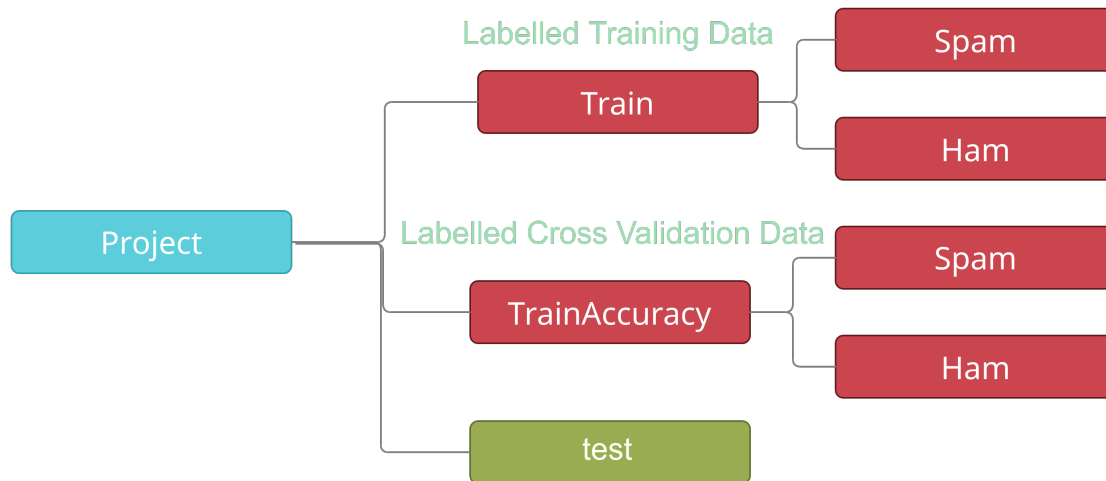 Labelled Training Data
Spam
Train
Ham
Project
Labelled Cross Validation Data
Spam
TrainAccuracy
Ham
test